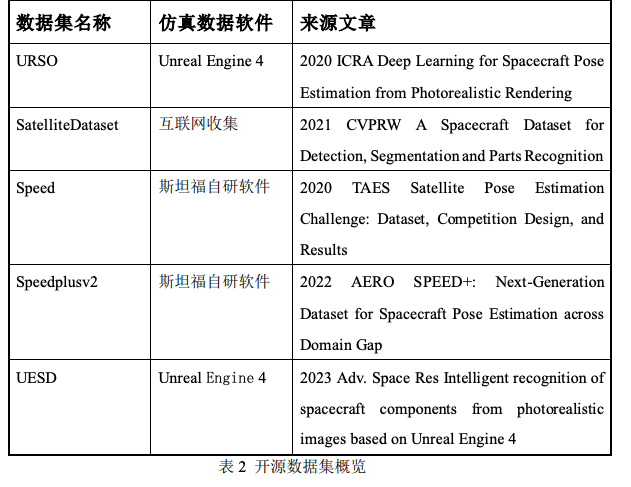 数据集名称 仿真数据软件 来源文章
URSO Unreal Engine 4 2020 ICRA Deep Learning for Spacecraft Pose
Estimation from Photorealistic Rendering
SatelliteDataset 互联网收集 2021 CVPRW A Spacecraft Dataset for
Detection, Segmentation and Parts Recognition
Speed 斯坦福自研软件 2020 TAES Satellite Pose Estimation
Challenge: Dataset, Competition Design, and
Results
Speedplusv2 斯坦福自研软件 2022 AERO SPEED+: Next-Generation
Dataset for Spacecraft Pose Estimation across
Domain Gap
UESD Unreal Engine 4 2023 Adv. Space Res Intelligent recognition of
spacecraft components from photorealistic
images based on Unreal Engine 4
表 2 开源数据集概览